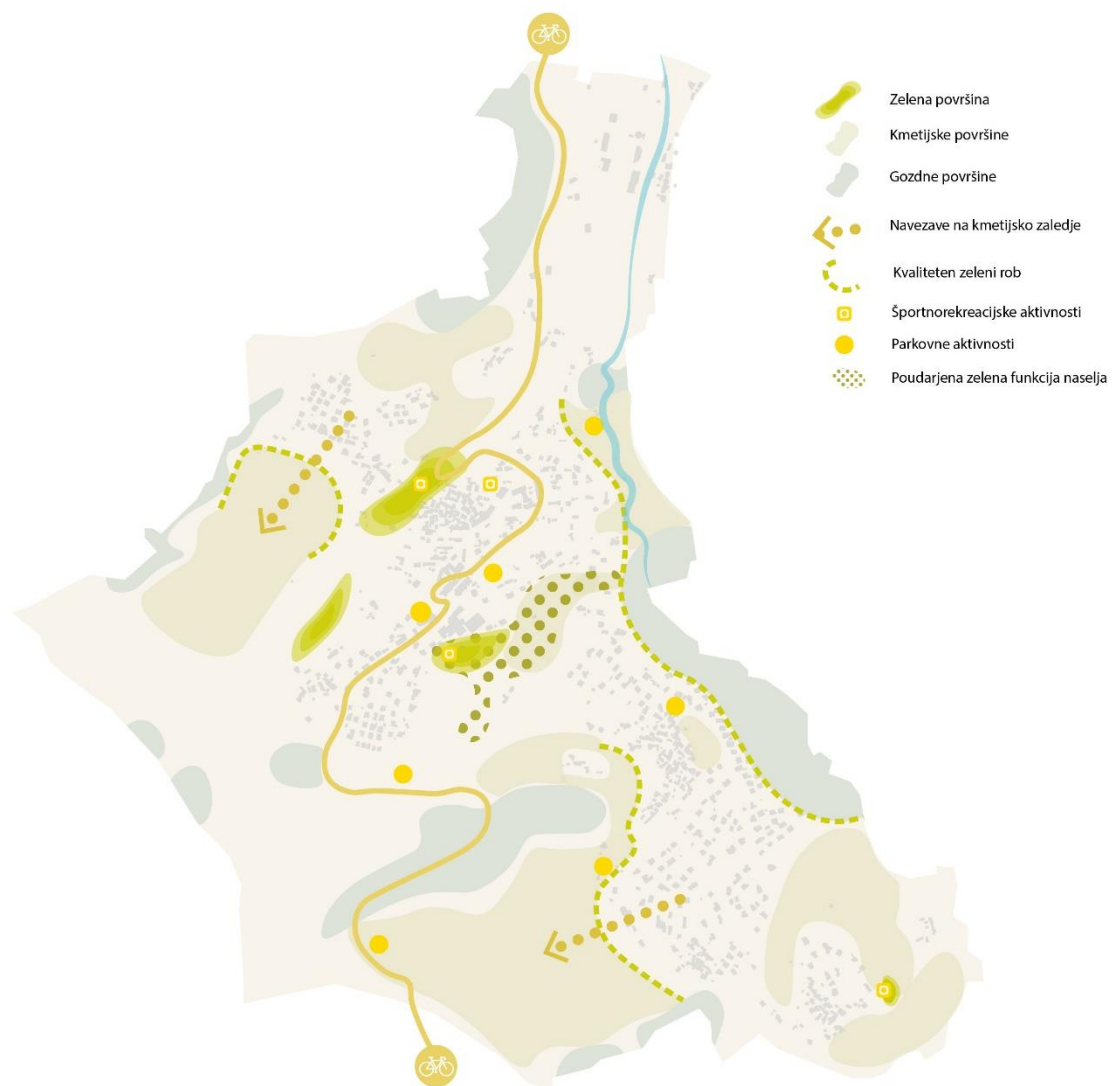 Zelena površina
Kmetijske površine
Gozdne površine
Navezave na kmetijsko zaledje
Kvaliteten zeleni rob
Športnorekreacijske aktivnosti
Parkovne aktivnosti
Poudarjena zelena funkcija naselja